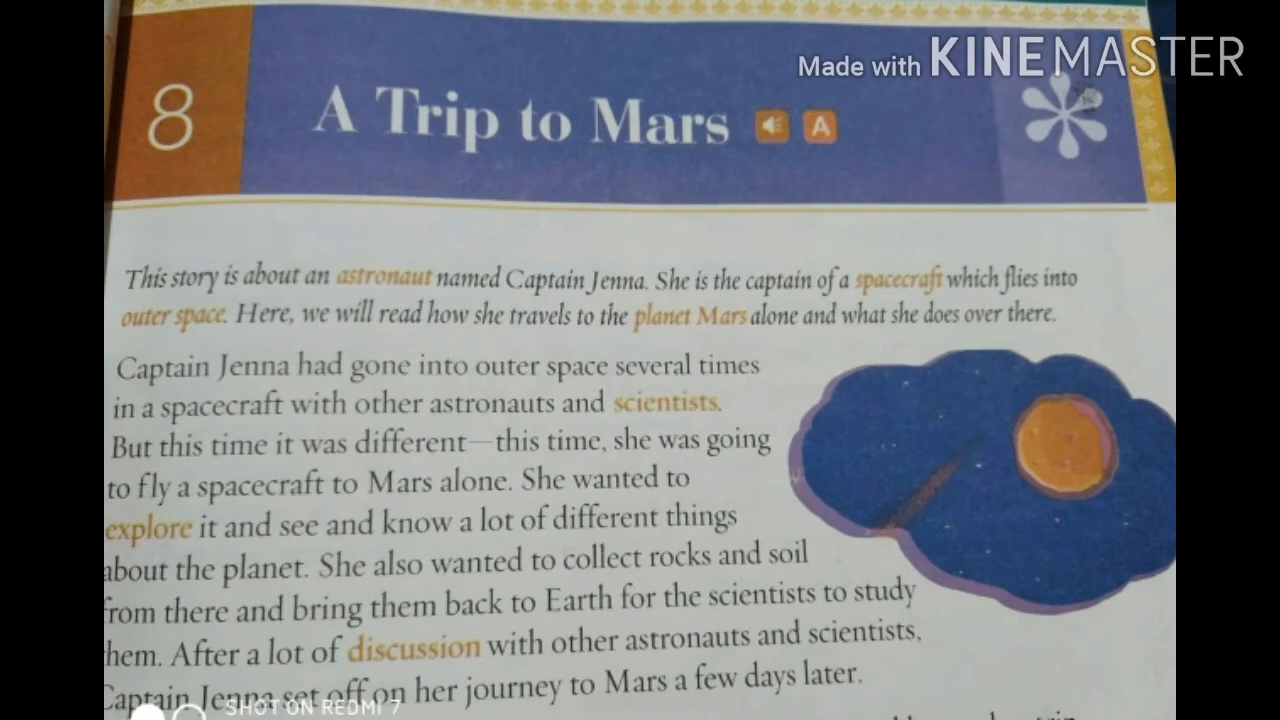 Made with KINEMASTER
8
A Trip to Mars
A
This story is about an astronaut named Captain Jenna. She is the captain of a spacecraft which flies into
outer space. Here, we will read how she travels to the planet Mars alone and what she does over there.
Captain Jenna had gone into outer space several times
in a spacecraft with other astronauts and scientists.
But this time it was different—this time, she was going
to fly a spacecraft to Mars alone. She wanted to
explore it and see and know a lot of different things
about the planet. She also wanted to collect rocks and soil
from there and bring them back to Earth for the scientists to study
them. After a lot of discussion with other astronauts and scientists,
Captain Jenna set off on her journey to Mars a few days later.
SHOT ON REDMI 7